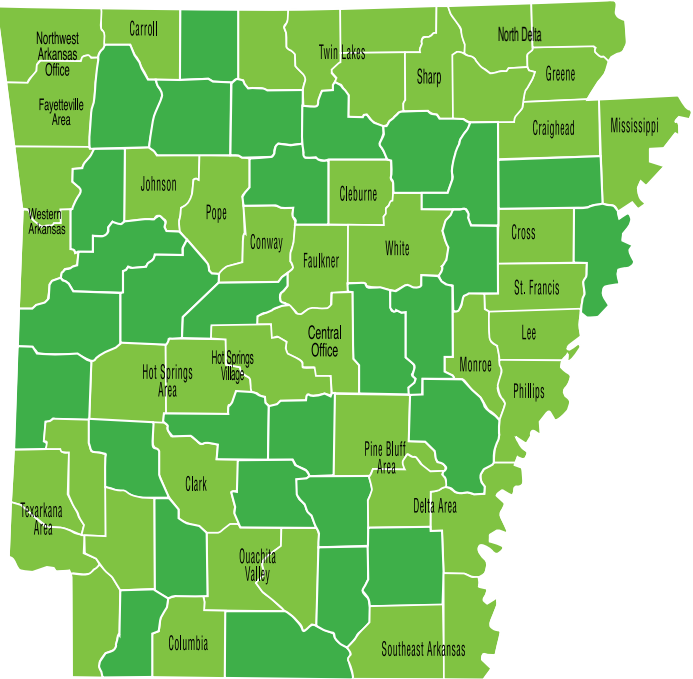 Northwest
Arkansas
Office
Carroll
Twin Lakes
North Delta
Sharp
Greene
Fayetteville
Area
Craighead
Mississippi
Johnson
Pope
Cleburne
Western
Arkansas
Conway
Faulkner
White
Cross
St. Francis
Central
Office
Lee
Hot Springs
Area
Hot Springs
Village
Monroe
Phillips
Pine Bluff
Area
Clark
Texarkana
Area
Delta Area
Ouachita
Valley
Columbia
Southeast Arkansas